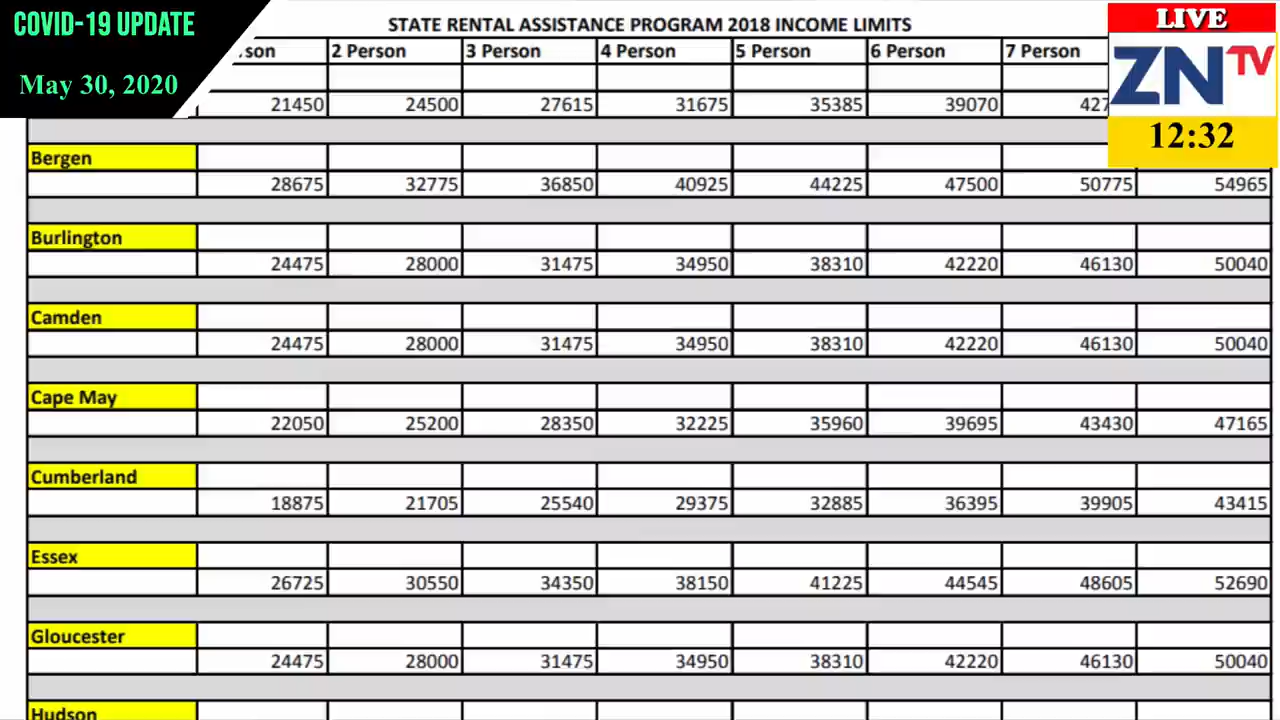 COVID-19 UPDATE
May 30, 2020
STATE RENTAL ASSISTANCE PROGRAM 2018 INCOME LIMITS
LIVE
ZNTV
12:32
2 Person 3 Person 4 Person 5 Person 6 Person 7 Person
21450 24500 27615 31675 35385 39070
Bergen
28675 32775 36850 40925 44225 47500 50775 54965
Burlington
24475 28000 31475 34950 38310 42220 46130 50040
Camden
24475 28000 31475 34950 38310 42220 46130 50040
Cape May
22050 25200 28350 32225 35960 39695 43430 47165
Cumberland
18875 21705 25540 29375 32885 36395 39905 43415
Essex
26725 30550 34350 38150 41225 44545 48605 52690
Gloucester
24475 28000 31475 34950 38310 42220 46130 50040
Hudson